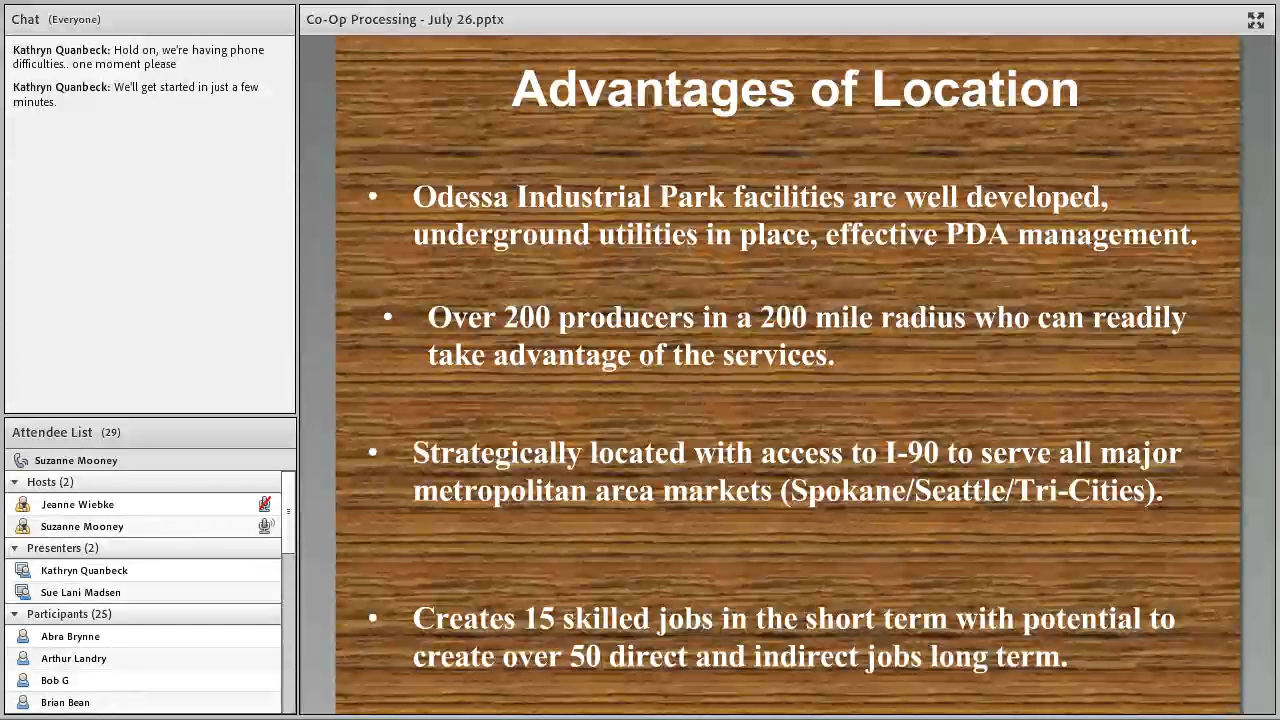 Chat (Everyone)
Kathryn Quanbeck: Hold on, we're having phone
difficulties.. one moment please
Kathryn Quanbeck: We'll get started in just a few
minutes.
Attendee List (29)
Suzanne Mooney
Hosts (2)
Jeanne Wiebke
Suzanne Mooney
Presenters (2)
Kathryn Quanbeck
Sue Lani Madsen
Participants (25)
Abra Brynne
Arthur Landry
Bob G
Brian Bean
Co-Op Processing - July 26.pptx
Advantages of Location
• Odessa Industrial Park facilities are well developed,
underground utilities in place, effective PDA management.
• Over 200 producers in a 200 mile radius who can readily
take advantage of the services.
• Strategically located with access to I-90 to serve all major
metropolitan area markets (Spokane/Seattle/Tri-Cities).
• Creates 15 skilled jobs in the short term with potential to
create over 50 direct and indirect jobs long term.